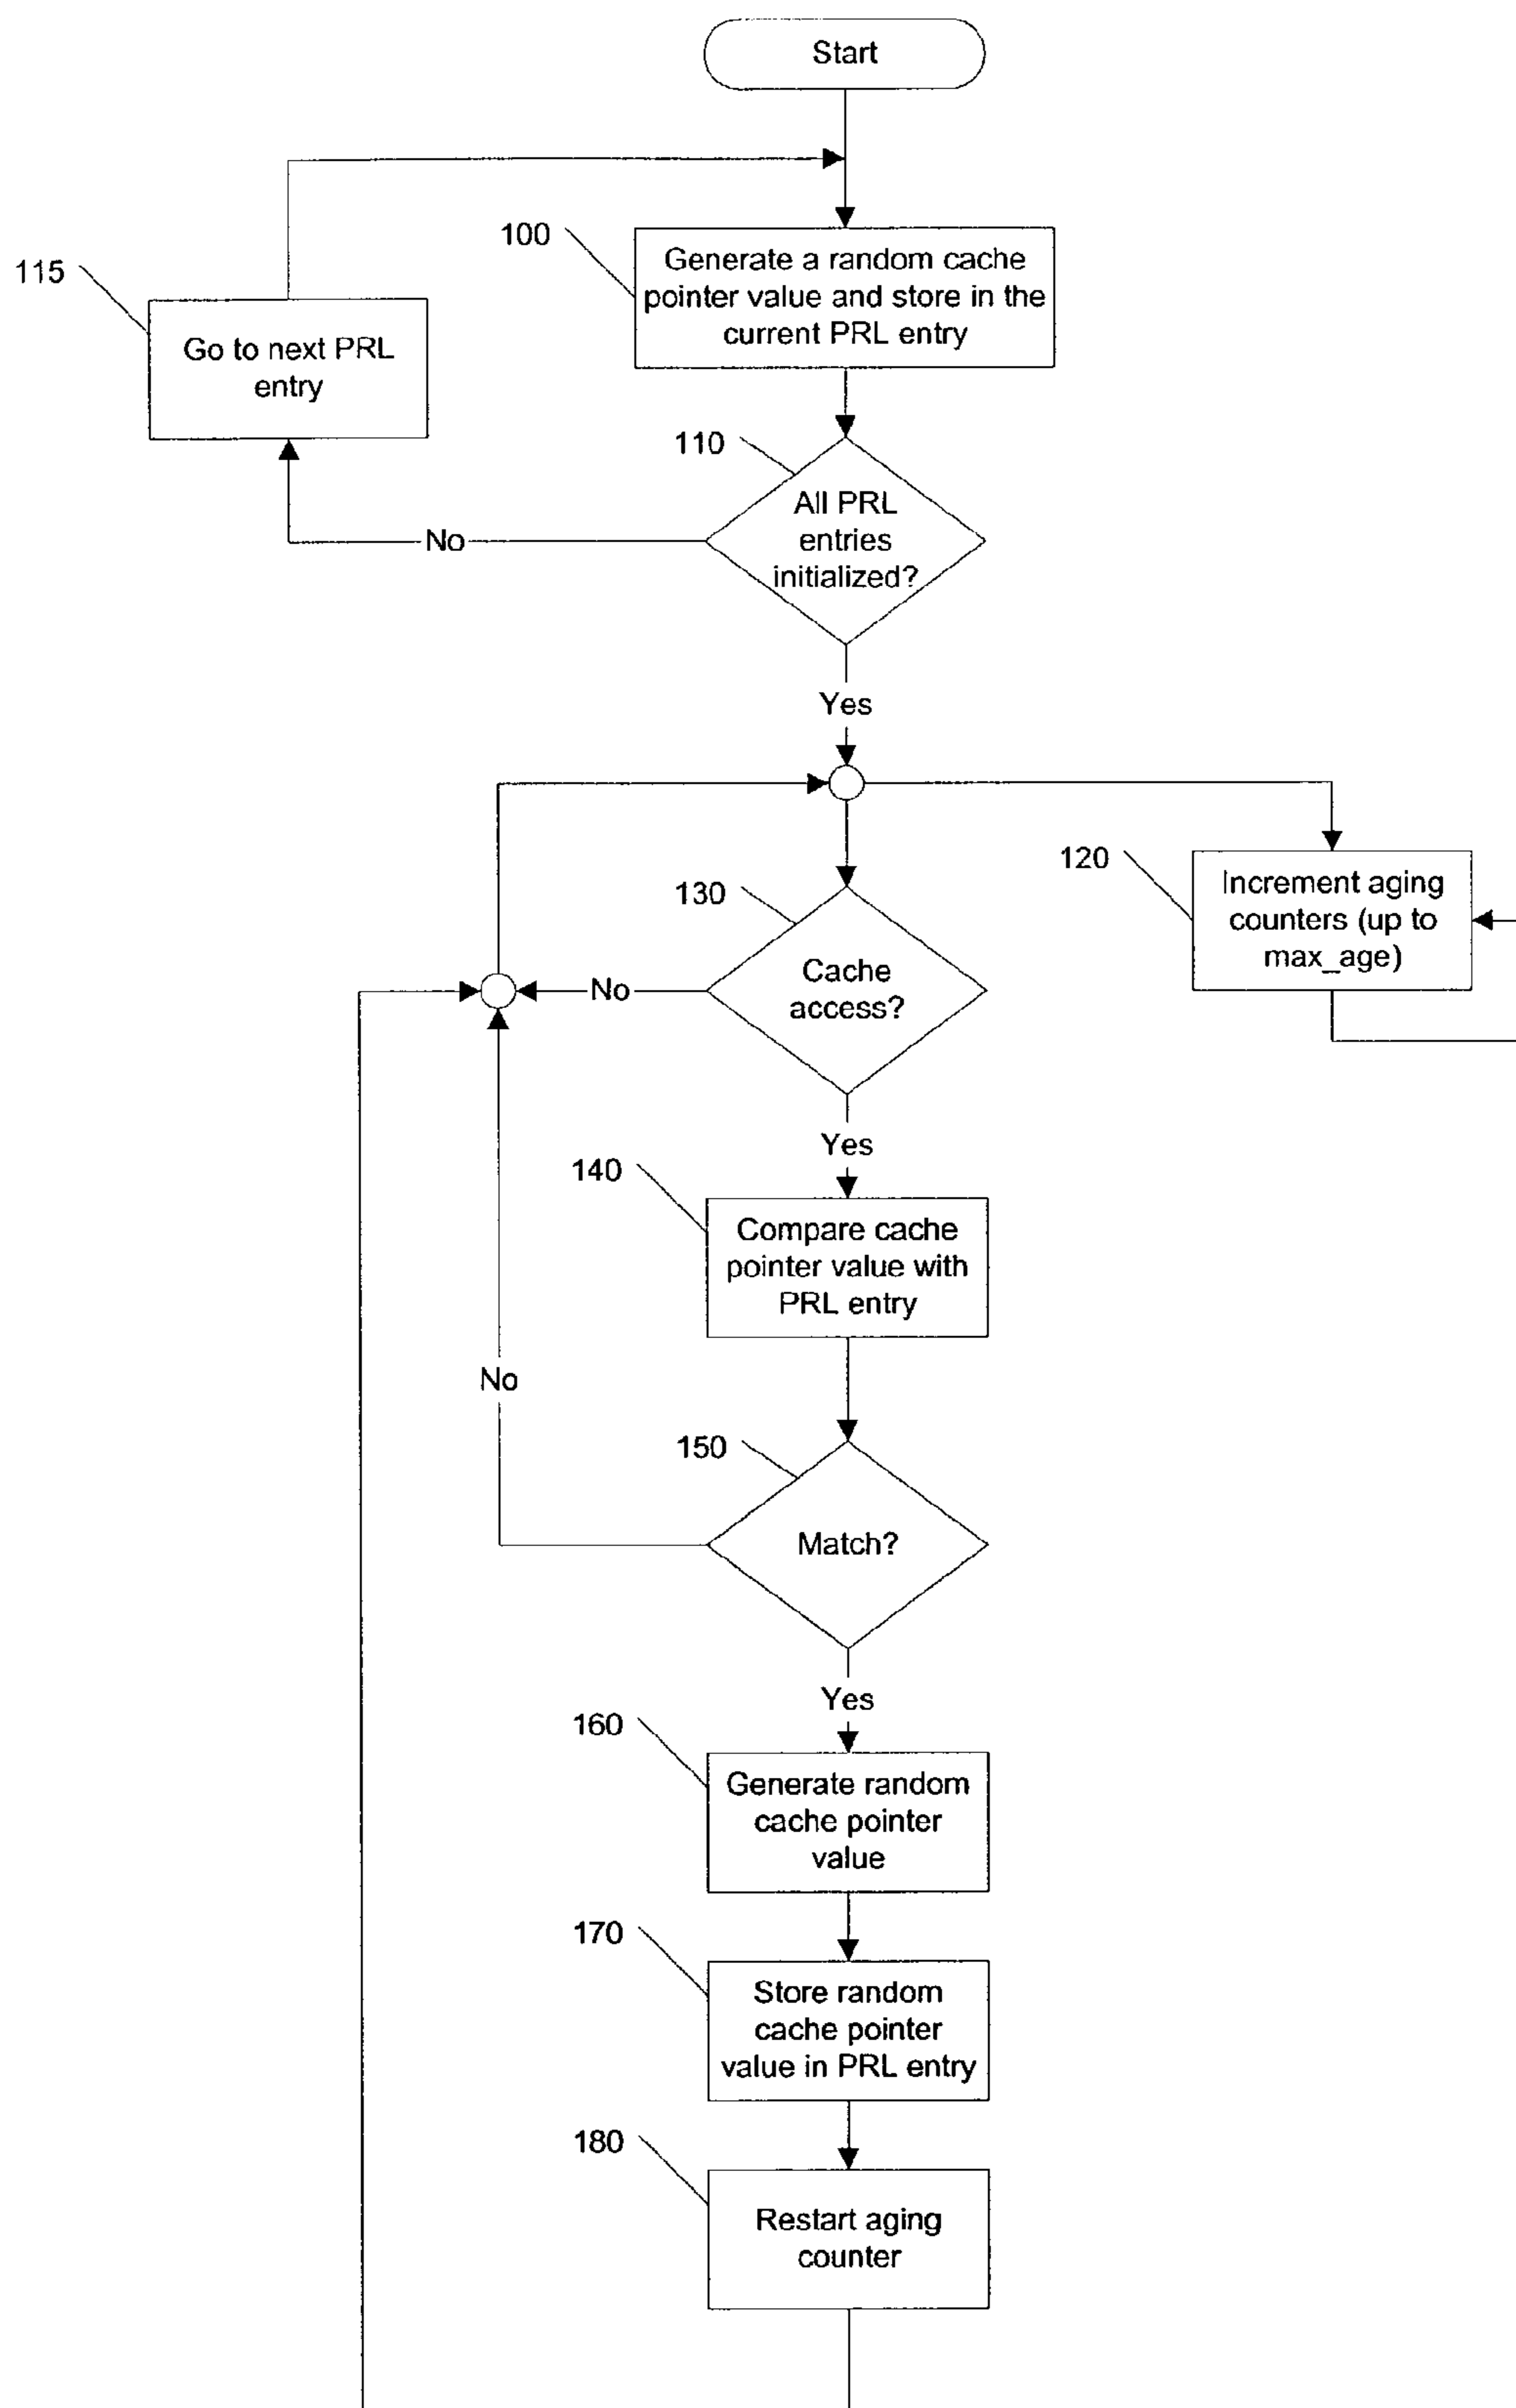 Start
100
Generate a random cache
pointer value and store in the
current PRL entry
115
Go to next PRL
entry
110
All PRL
entries
initialized?
No
Yes
120
Increment aging
counters (up to
max_age)
130
Cache
access?
No
Yes
140
Compare cache
pointer value with
PRL entry
No
150
Match?
Yes
160
Generate random
cache pointer
value
170
Store random
cache pointer
value in PRL entry
180
Restart aging
counter